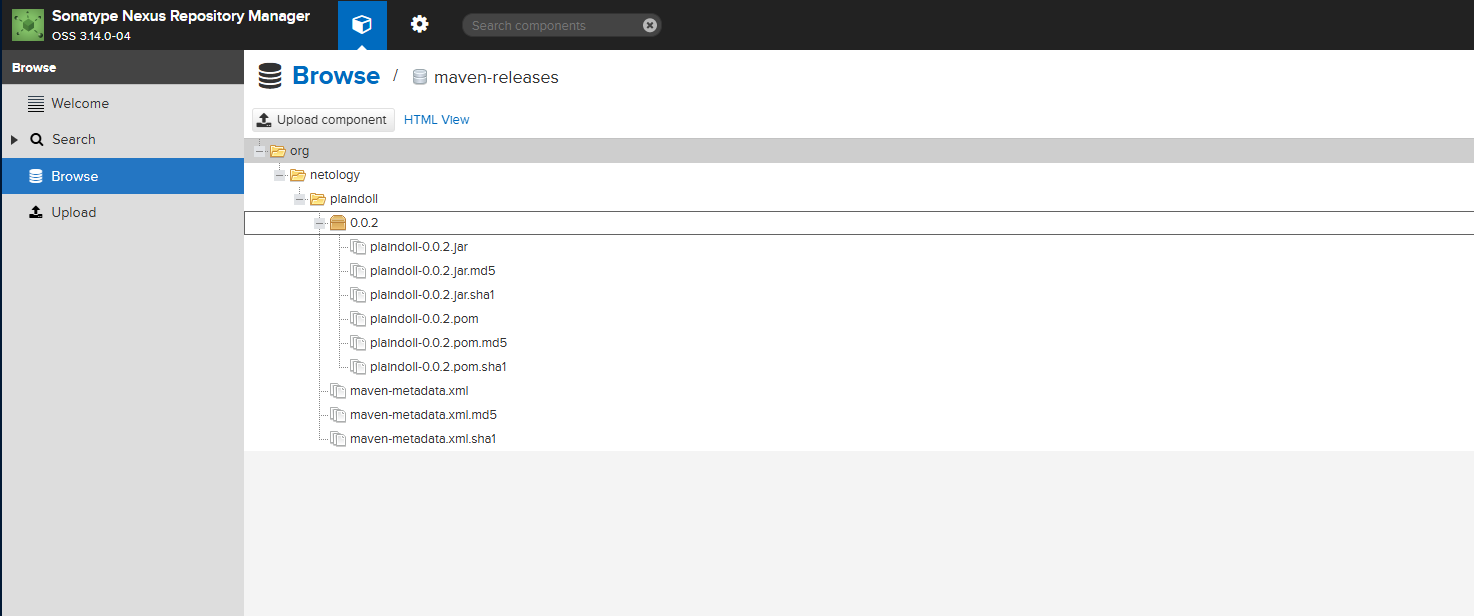 Sonatype Nexus Repository Manager
OSS 3.14.0-04
Search components
Browse
Welcome
Search
Browse
Upload
Browse / maven-releases
Upload component HTML View
org
netology
plaindoll
0.0.2
plaindoll-0.0.2.jar
plaindoll-0.0.2.jar.md5
plaindoll-0.0.2.jar.sha1
plaindoll-0.0.2.pom
plaindoll-0.0.2.pom.md5
plaindoll-0.0.2.pom.sha1
maven-metadata.xml
maven-metadata.xml.md5
maven-metadata.xml.sha1